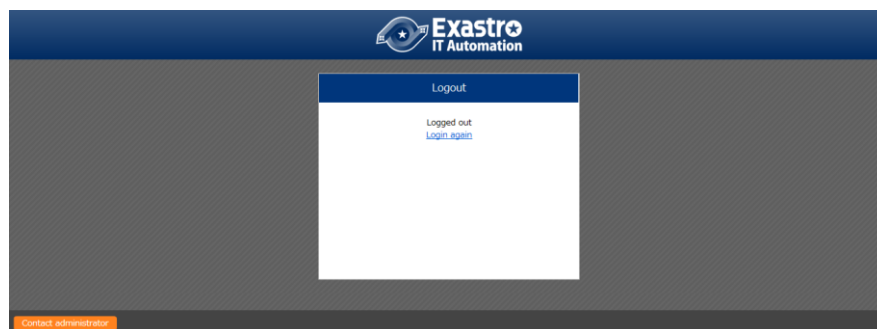 Exastro
IT Automation
Logout
Logged out
Login again
Contact administrator